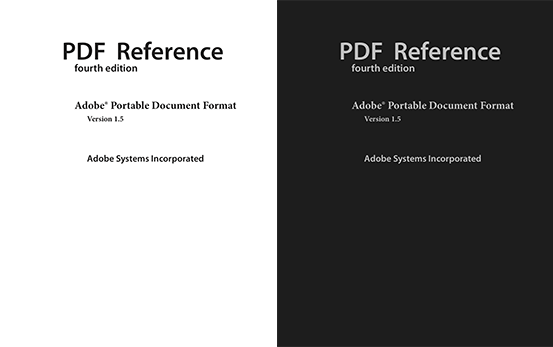 PDF Reference
fourth edition
Adobe® Portable Document Format
Version 1.5
Adobe Systems Incorporated
PDF Reference
fourth edition
Adobe® Portable Document Format
Version 1.5
Adobe Systems Incorporated